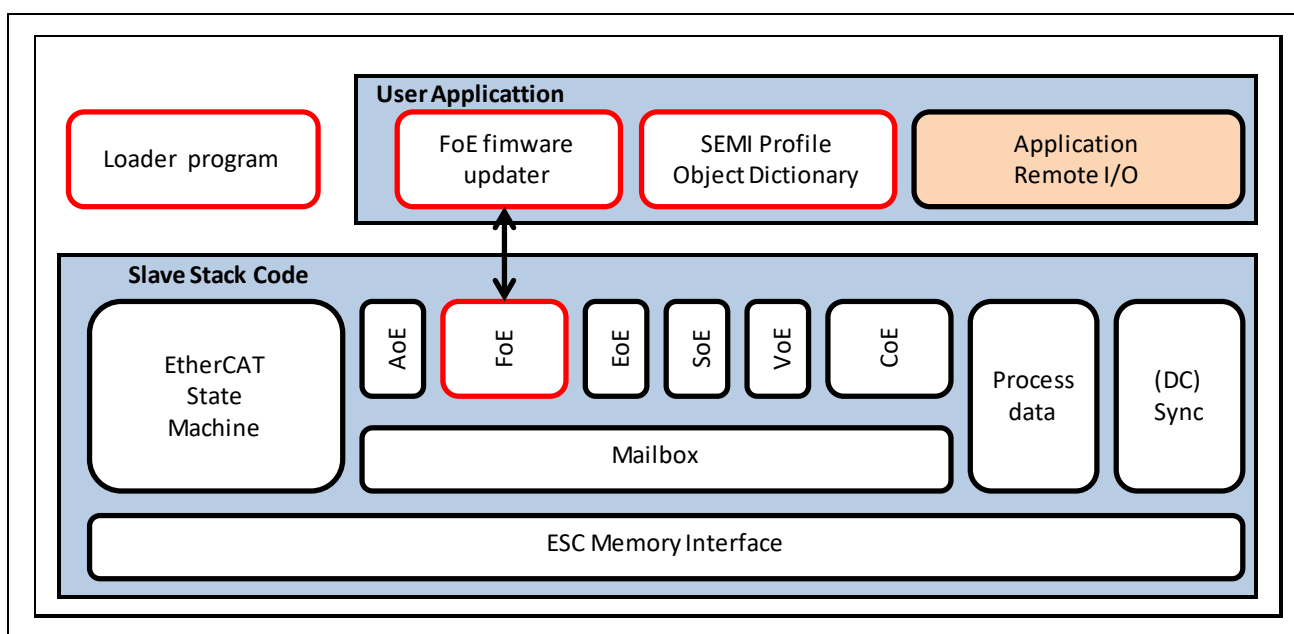 User Applicattion
Loader program
FoE fimware
updater
SEMI Profile
Object Dictionary
Application
Remote I/O
Slave Stack Code
EtherCAT
State
Machine
AoE
FoE
EoE
SoE
VoE
CoE
Process
data
(DC)
Sync
Mailbox
ESC Memory Interface